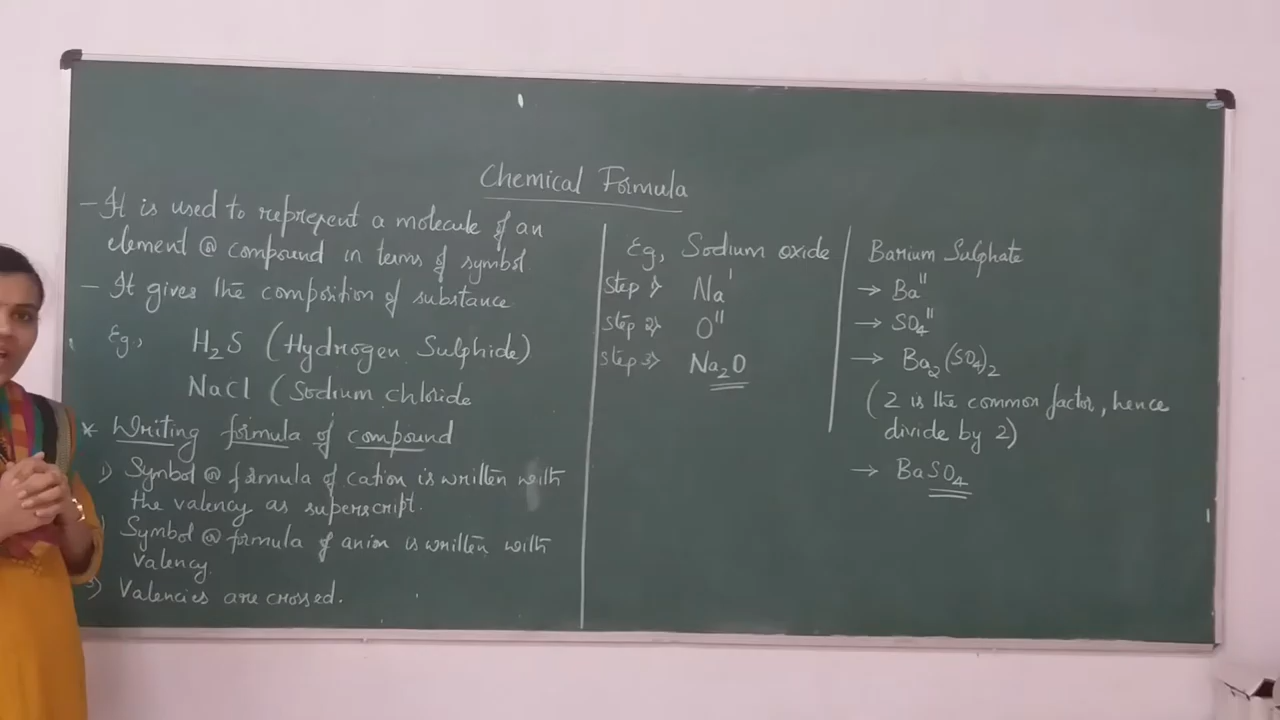 Chemical Formula
- It is used to represent a molecule of an
element @ compound in terms of symbol
- It gives the composition of substance
Eg, H₂S (Hydrogen Sulphide)
NaCl (Sodium chloride
* Writing formula of compound
1) Symbol @ formula of cation is written with
the valency as superscript.
Symbol @ formula of anion is written with
valency.
3) Valencies are crossed.
Eg, Sodium oxide
Step 1) Na'
Step 2) O"
Step 3) Na₂O
Barium Sulphate
→ Ba"
→ SO₄"
→ Ba₂(SO₄)₂
(2 is the common factor, hence
divide by 2)
→ BaSO₄